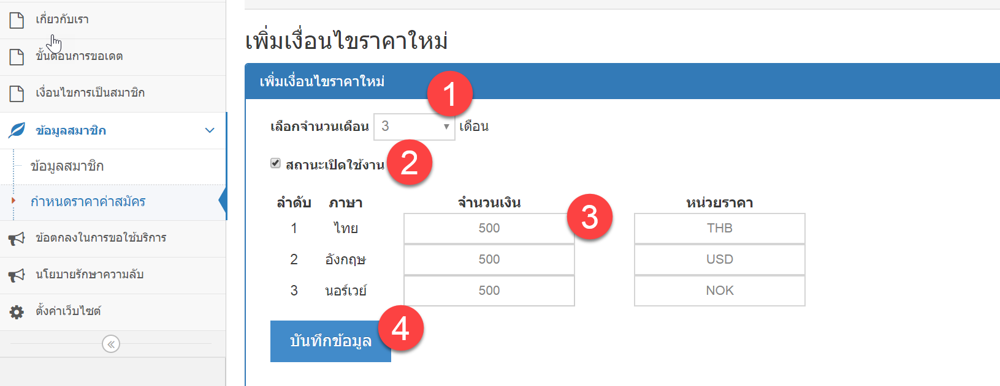 เกี่ยวกับเรา
ขั้นตอนการขอเดต
เงื่อนไขการเป็นสมาชิก
ข้อมูลสมาชิก
ข้อมูลสมาชิก
กำหนดราคาค่าสมัคร
ข้อตกลงในการขอใช้บริการ
นโยบายรักษาความลับ
ตั้งค่าเว็บไซต์
เพิ่มเงื่อนไขราคาใหม่
เพิ่มเงื่อนไขราคาใหม่
1
เลือกจำนวนเดือน 3 เดือน
สถานะเปิดใช้งาน 2
ลำดับ ภาษา จำนวนเงิน หน่วยราคา
3
1 ไทย 500 THB
2 อังกฤษ 500 USD
3 นอร์เวย์ 500 NOK
บันทึกข้อมูล 4